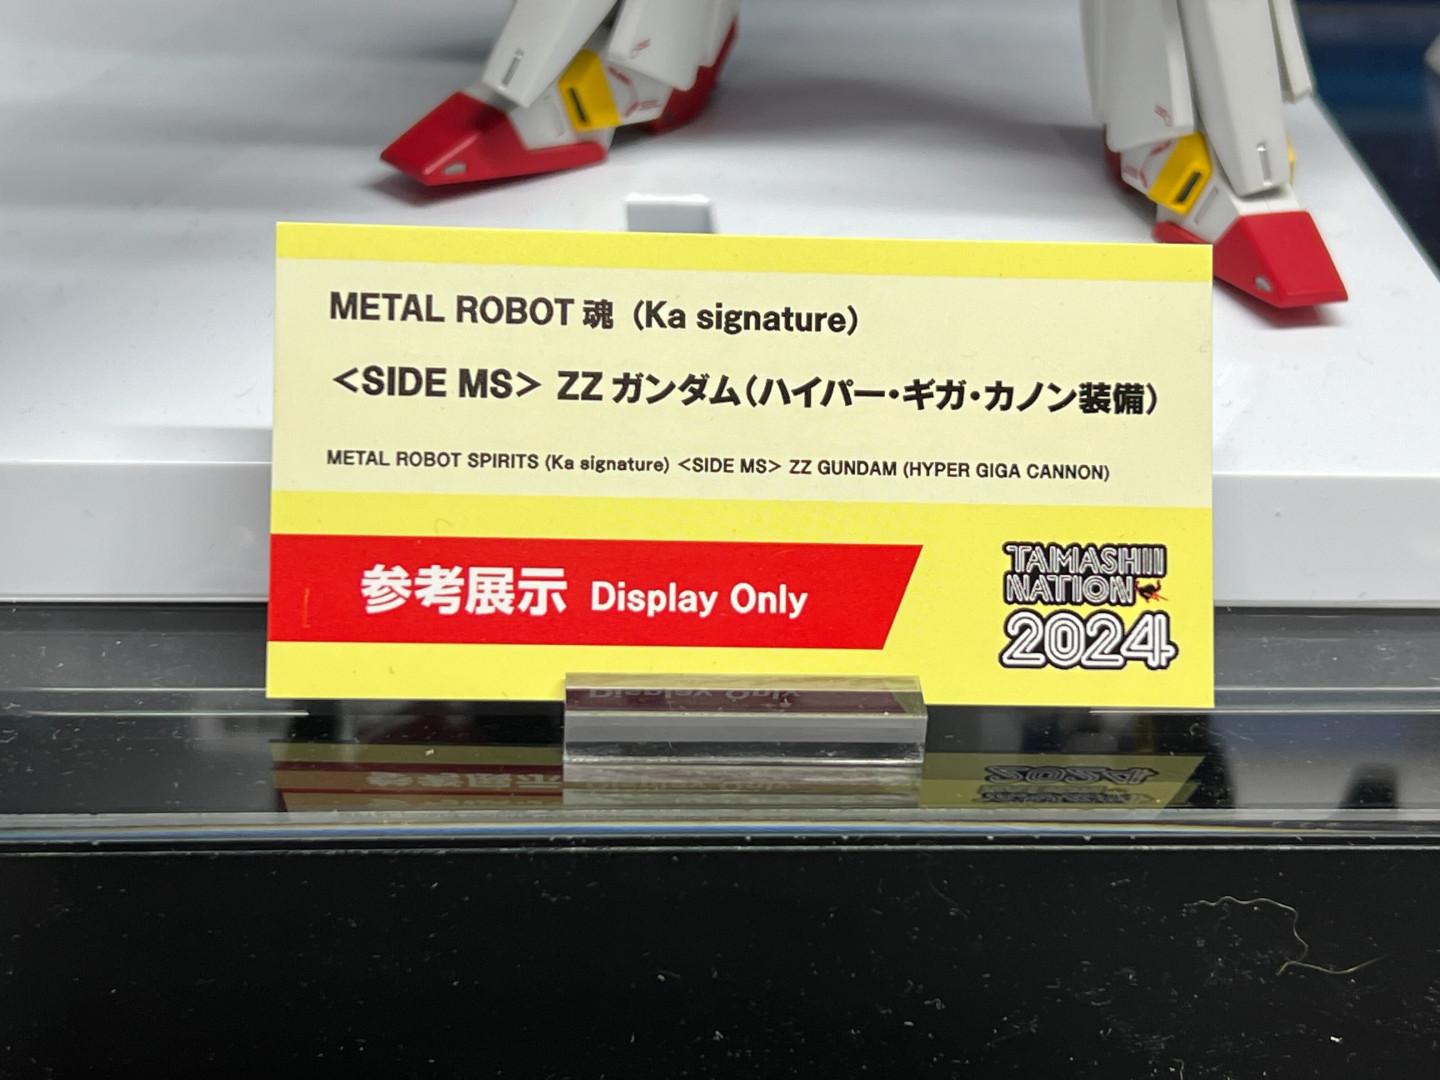 METAL ROBOT 魂 (Ka signature)
＜SIDE MS＞ ZZ ガンダム(ハイパー・ギガ・カノン装備)
METAL ROBOT SPIRITS (Ka signature) ＜SIDE MS＞ ZZ GUNDAM (HYPER GIGA CANNON)
参考展示 Display Only
TAMASHII
NATION
2024